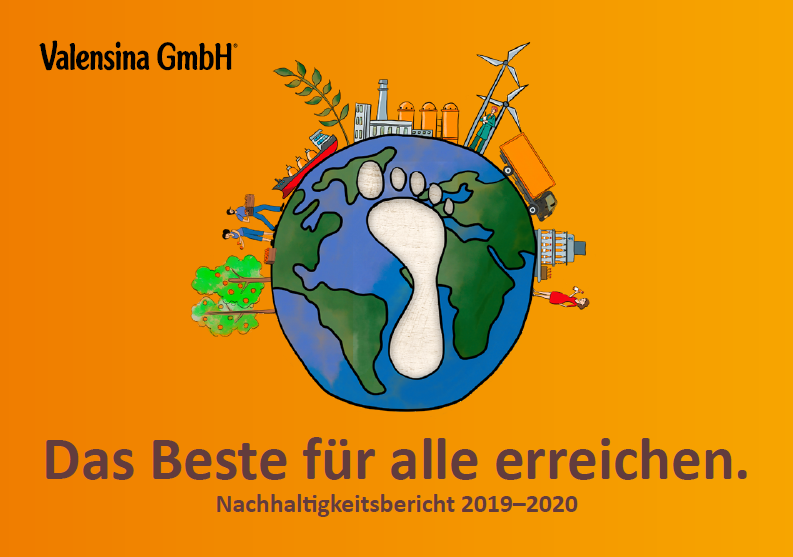 Valensina GmbH®
Das Beste für alle erreichen.
Nachhaltigkeitsbericht 2019–2020